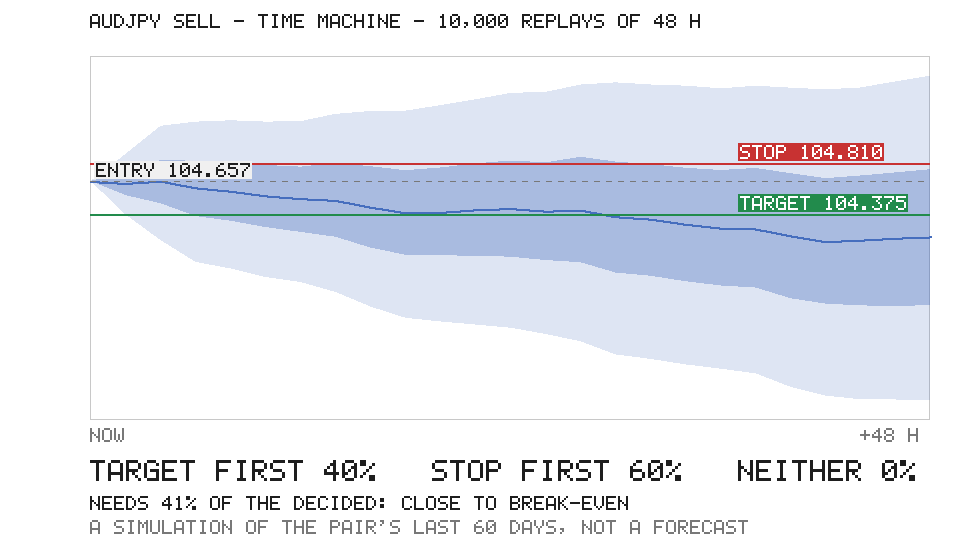 AUDJPY SELL – TIME MACHINE – 10,000 REPLAYS OF 48 H
STOP 104.810
ENTRY 104.657
TARGET 104.375
NOW +48 H
TARGET FIRST 40% STOP FIRST 60% NEITHER 0%
NEEDS 41% OF THE DECIDED: CLOSE TO BREAK-EVEN
A SIMULATION OF THE PAIR'S LAST 60 DAYS, NOT A FORECAST